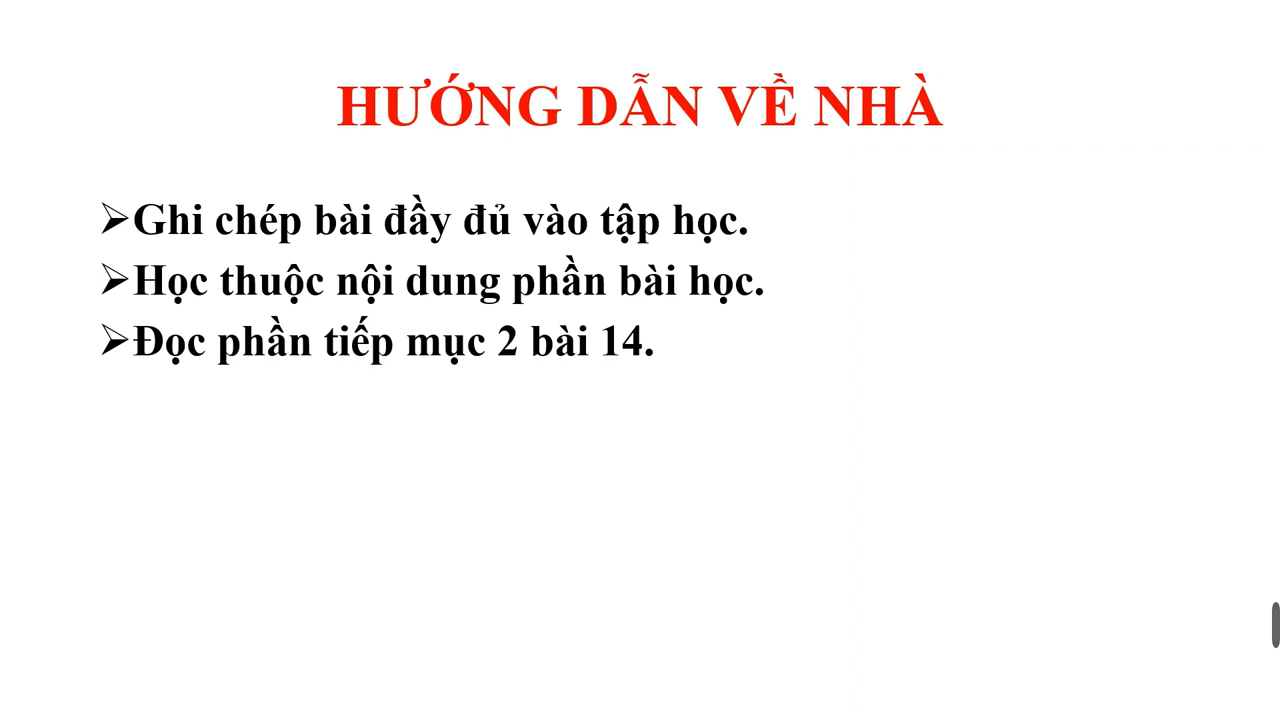 HƯỚNG DẪN VỀ NHÀ
➢Ghi chép bài đầy đủ vào tập học.
➢Học thuộc nội dung phần bài học.
➢Đọc phần tiếp mục 2 bài 14.